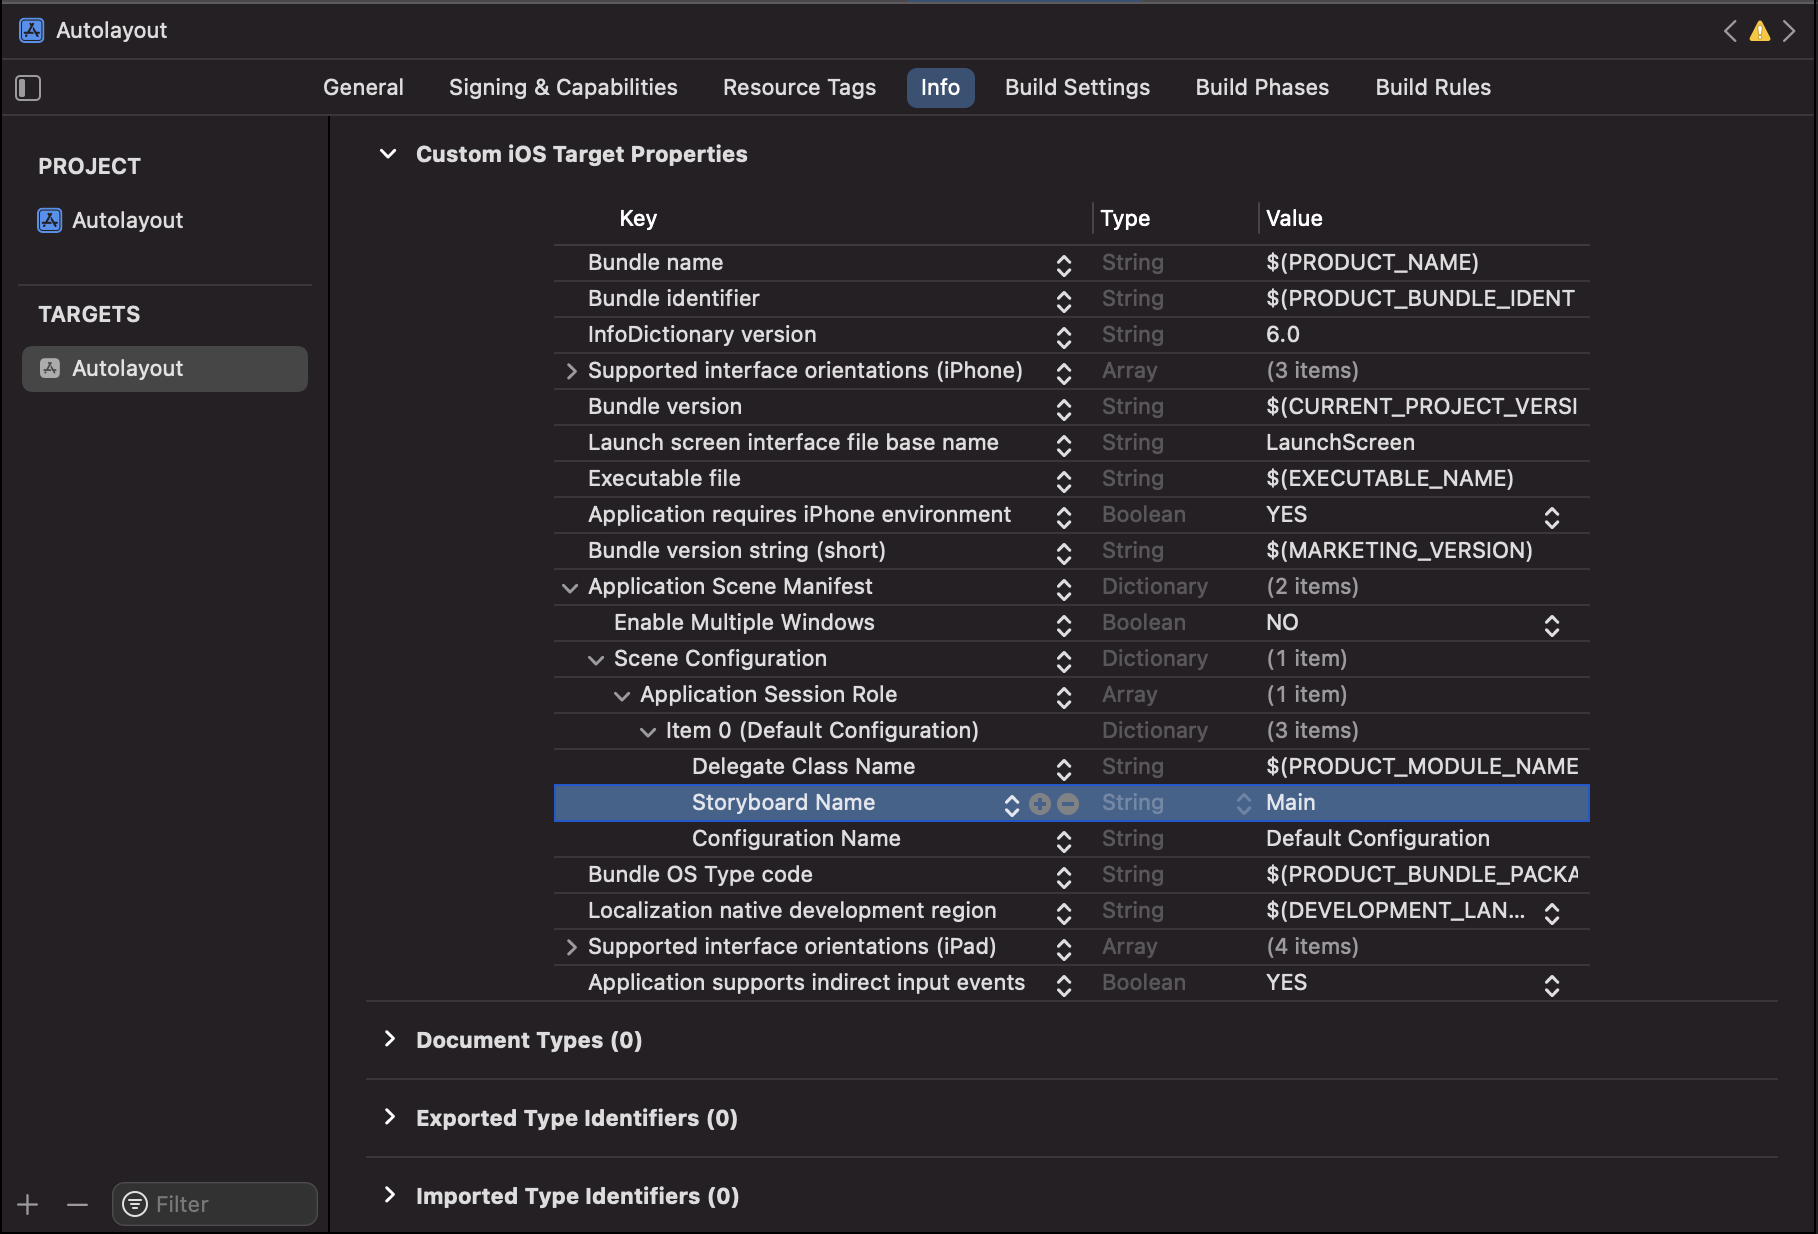 Autolayout
General Signing & Capabilities Resource Tags Info Build Settings Build Phases Build Rules
PROJECT
Autolayout
TARGETS
Autolayout
Filter
Custom iOS Target Properties
Key Type Value
Bundle name String $(PRODUCT_NAME)
Bundle identifier String $(PRODUCT_BUNDLE_IDENT
InfoDictionary version String 6.0
Supported interface orientations (iPhone) Array (3 items)
Bundle version String $(CURRENT_PROJECT_VERSI
Launch screen interface file base name String LaunchScreen
Executable file String $(EXECUTABLE_NAME)
Application requires iPhone environment Boolean YES
Bundle version string (short) String $(MARKETING_VERSION)
Application Scene Manifest Dictionary (2 items)
Enable Multiple Windows Boolean NO
Scene Configuration Dictionary (1 item)
Application Session Role Array (1 item)
Item 0 (Default Configuration) Dictionary (3 items)
Delegate Class Name String $(PRODUCT_MODULE_NAME
Storyboard Name String Main
Configuration Name String Default Configuration
Bundle OS Type code String $(PRODUCT_BUNDLE_PACKA
Localization native development region String $(DEVELOPMENT_LAN...
Supported interface orientations (iPad) Array (4 items)
Application supports indirect input events Boolean YES
Document Types (0)
Exported Type Identifiers (0)
Imported Type Identifiers (0)